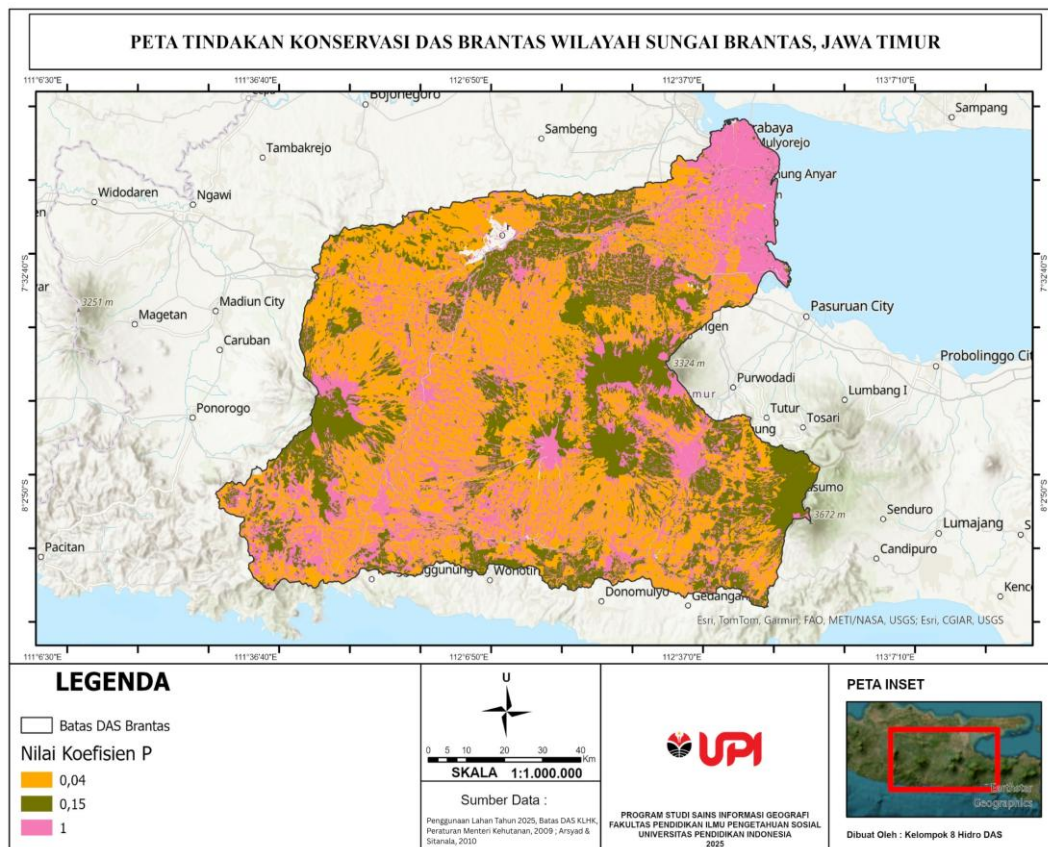 PETA TINDAKAN KONSERVASI DAS BRANTAS WILAYAH SUNGAI BRANTAS, JAWA TIMUR
111°6'30"E 111°36'40"E 112°6'50"E 112°37'0"E 113°7'10"E
Bojonegoro
Sampang
Sambeng
Tambakrejo
Mulyorejo
Widodaren
Ngawi
Anyar
7°32'40"S
7°32'40"S
3251 m
Madiun City
Magetan
Pasuruan City
Caruban
3324 m
Probolinggo
Purwodadi
Lumbang I
Ponorogo
Tutur
Tosari
8°2'50"S
8°2'50"S
3672 m
Senduro
Lumajang
Pacitan
Candipuro
Donomulyo
Esri, TomTom, Garmin, FAO, METI/NASA, USGS; Esri, CGIAR, USGS
111°6'30"E 111°36'40"E 112°6'50"E 112°37'0"E 113°7'10"E
LEGENDA
Batas DAS Brantas
Nilai Koefisien P
0,04
0,15
1
U
0 5 10 20 30 40
Km
SKALA 1:1.000.000
Sumber Data :
Penggunaan Lahan Tahun 2025, Batas DAS KLHK,
Peraturan Menteri Kehutanan, 2009 ; Arsyad &
Sitanala, 2010
UPI
PROGRAM STUDI SAINS INFORMASI GEOGRAFI
FAKULTAS PENDIDIKAN ILMU PENGETAHUAN SOSIAL
UNIVERSITAS PENDIDIKAN INDONESIA
2025
PETA INSET
Earthstar
Geographics
Dibuat Oleh : Kelompok 8 Hidro DAS